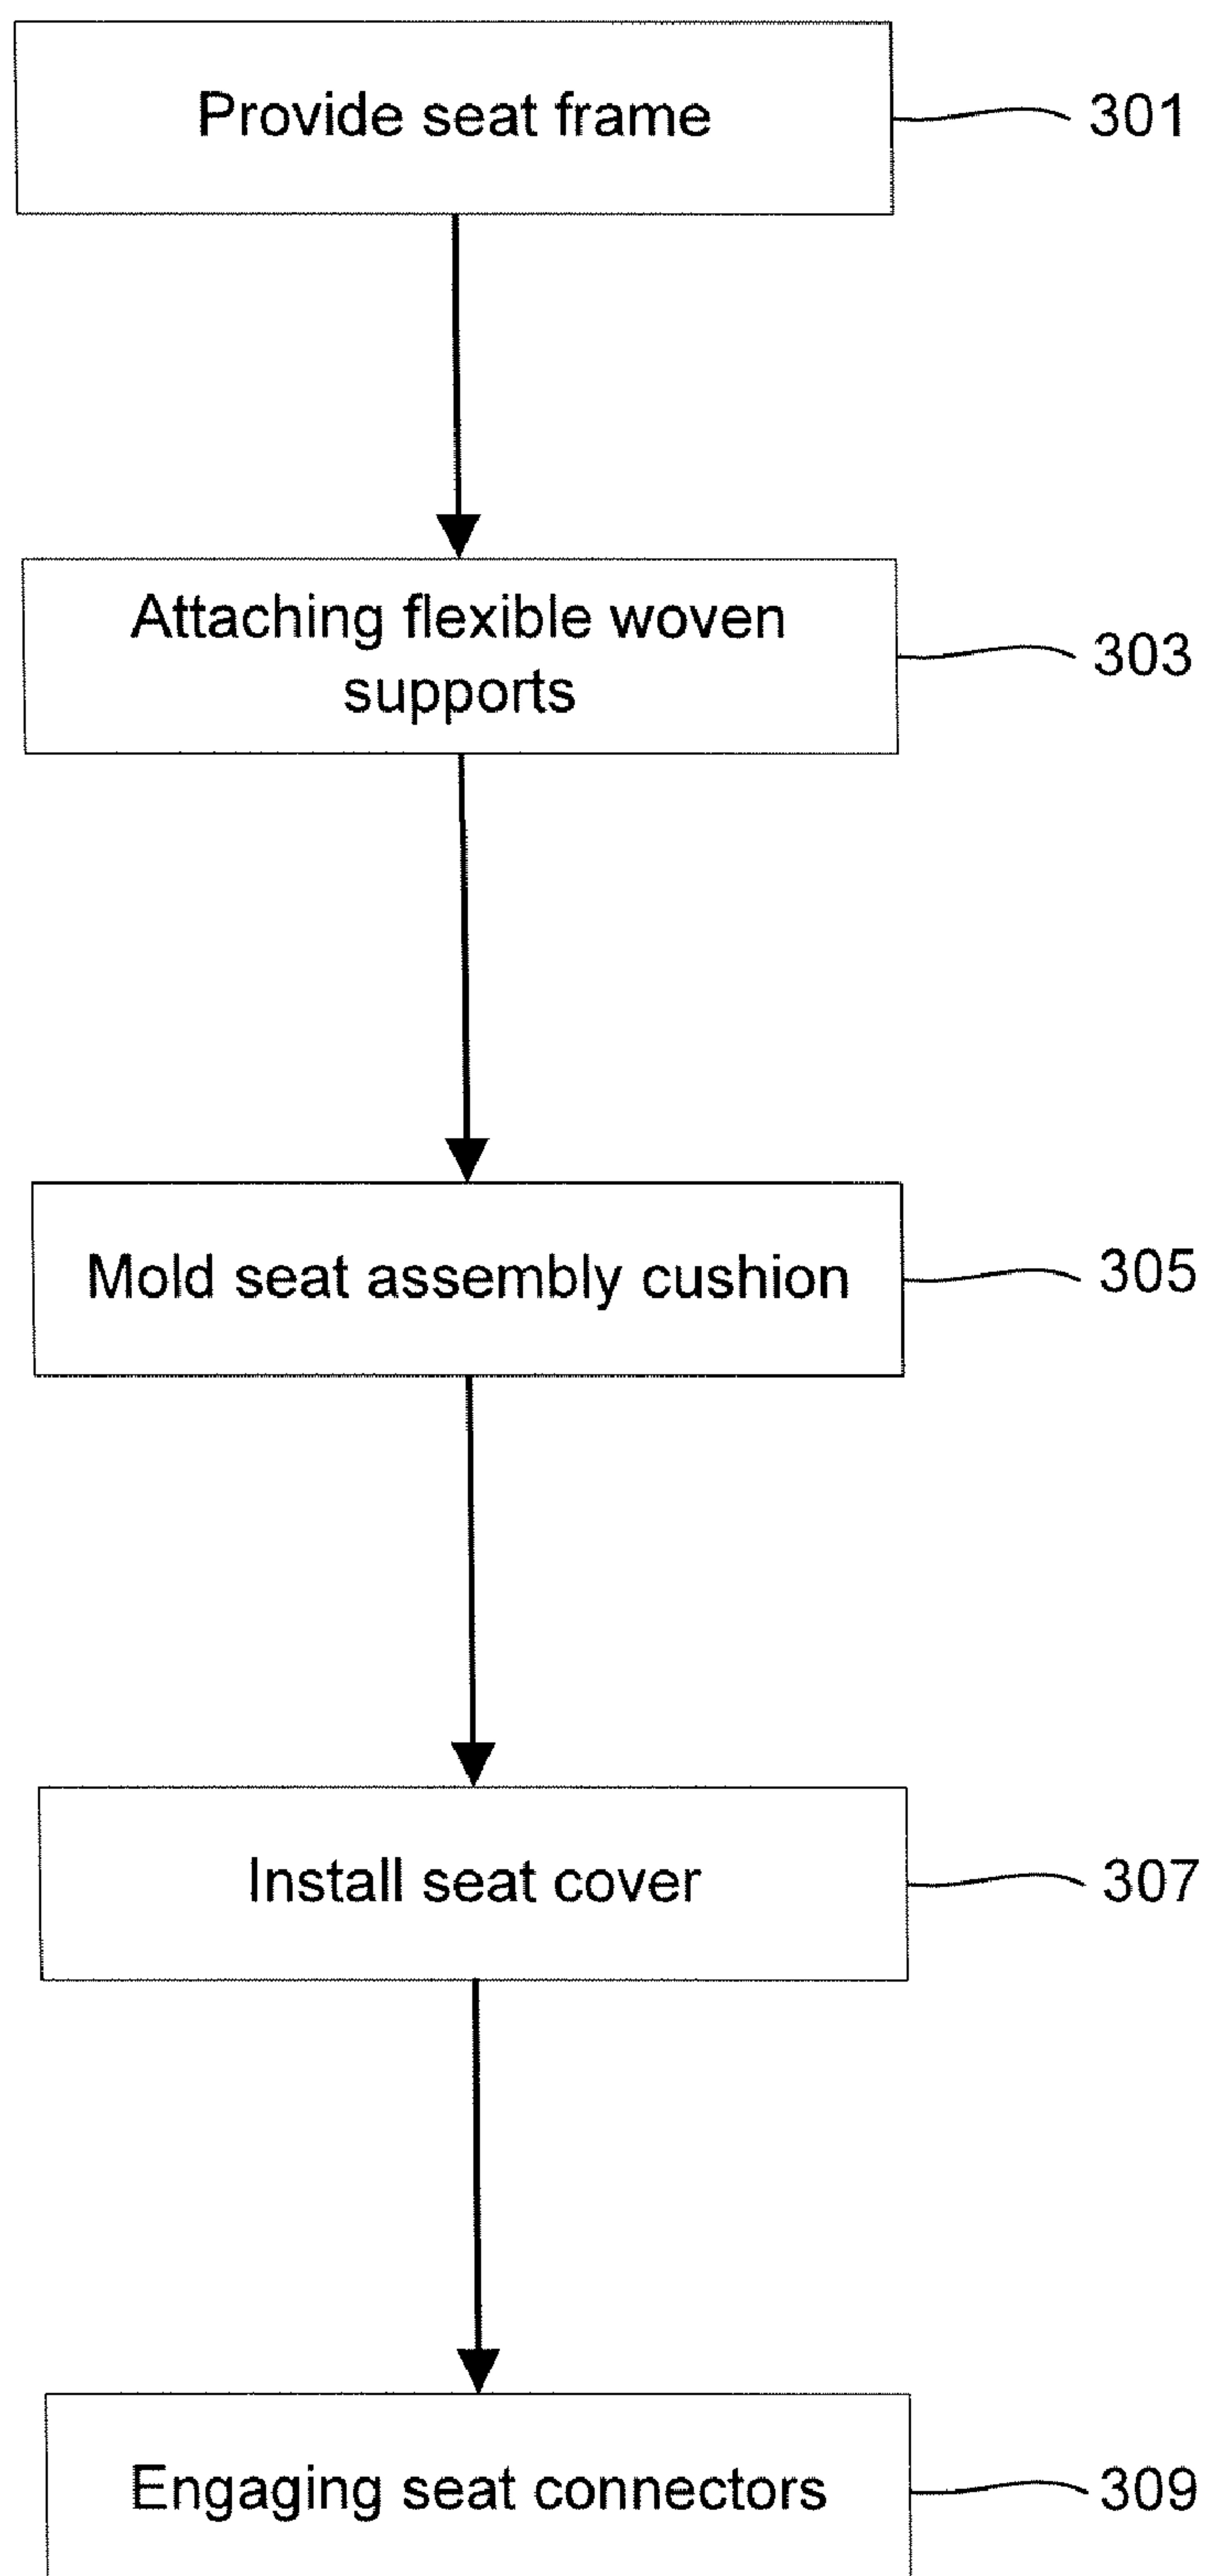 Provide seat frame
301
Attaching flexible woven
supports
303
Mold seat assembly cushion
305
Install seat cover
307
Engaging seat connectors
309